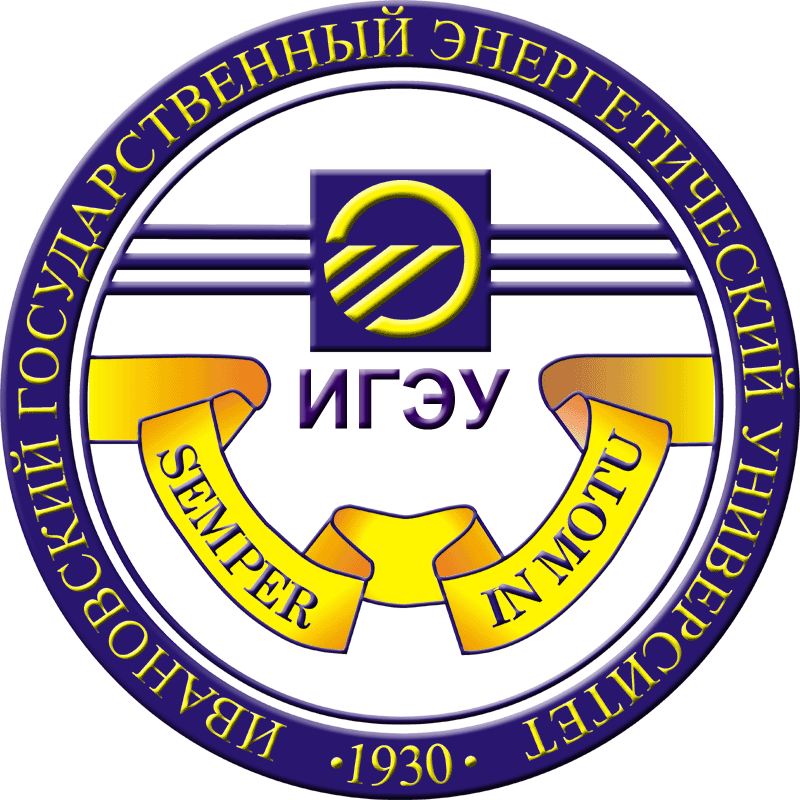 ИВАНОВСКИЙ ГОСУДАРСТВЕННЫЙ ЭНЕРГЕТИЧЕСКИЙ УНИВЕРСИТЕТ
ИГЭУ
SEMPER IN MOTU
·1930·